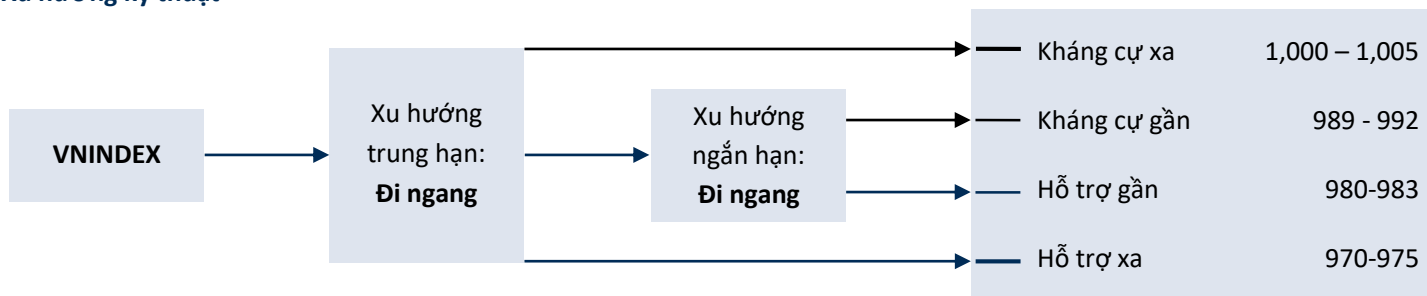 VNINDEX
Xu hướng
trung hạn:
Đi ngang
Xu hướng
ngắn hạn:
Đi ngang
Kháng cự xa 1,000 – 1,005
Kháng cự gần 989 - 992
Hỗ trợ gần 980-983
Hỗ trợ xa 970-975